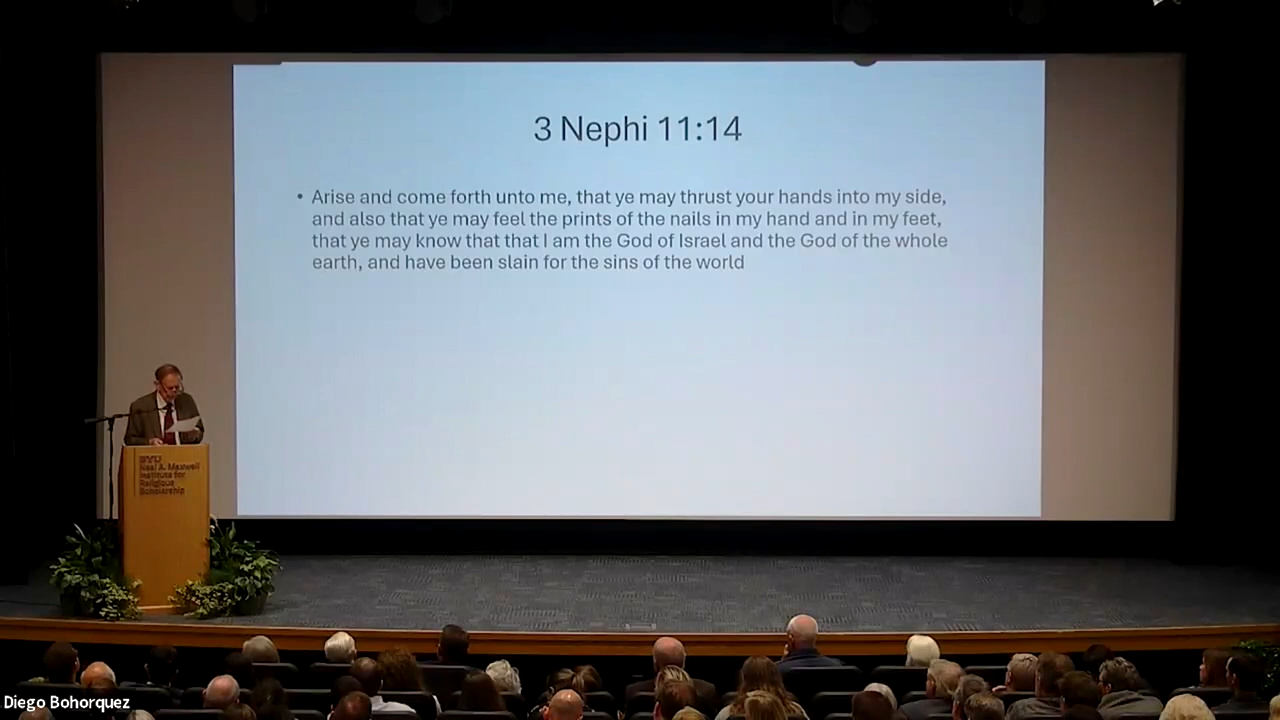 3 Nephi 11:14
• Arise and come forth unto me, that ye may thrust your hands into my side,
and also that ye may feel the prints of the nails in my hand and in my feet,
that ye may know that that I am the God of Israel and the God of the whole
earth, and have been slain for the sins of the world
BYU
Neal A. Maxwell
Institute for
Religious
Scholarship
Diego Bohorquez